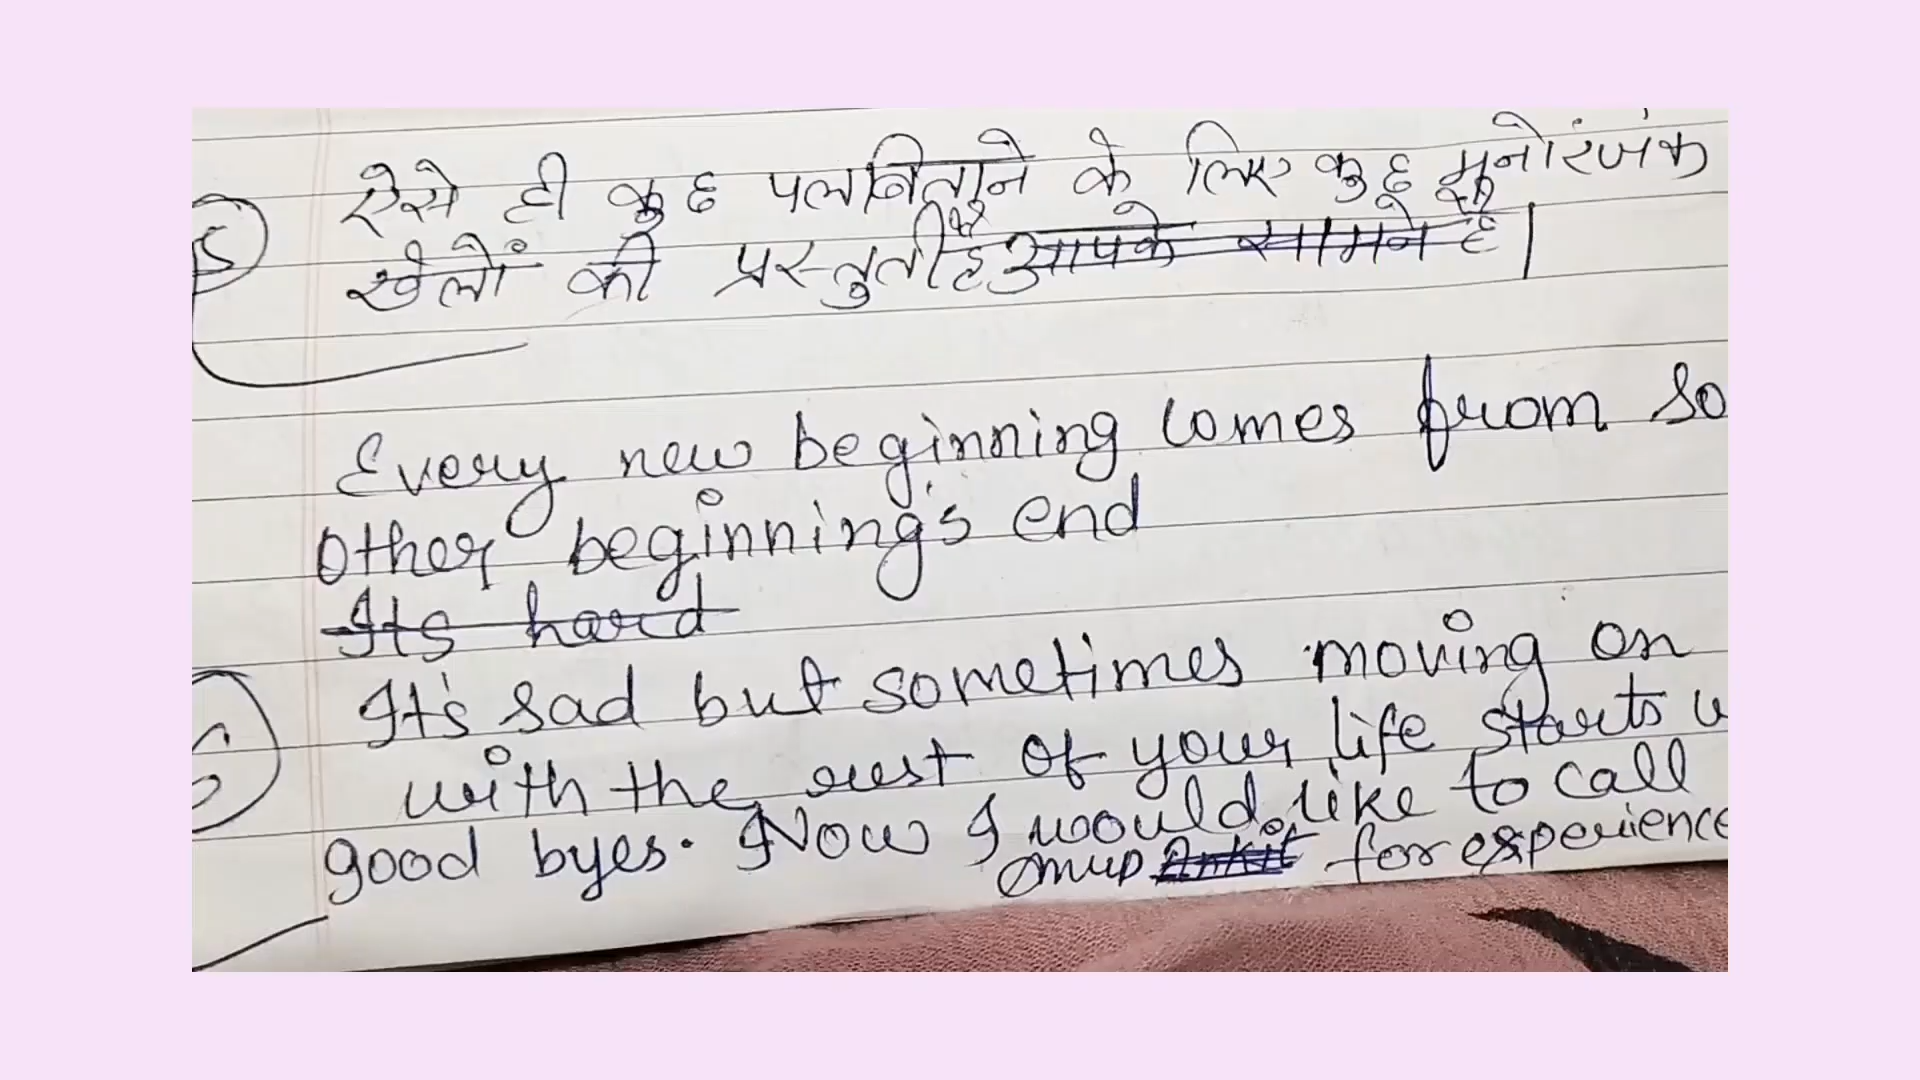 5 ऐसे ही कुछ पल बिताने के लिए कुछ मनोरंजक
खेलों की प्रस्तुती है आपके सामने है।
Every new beginning comes from so
other beginning's end
Its hard
It's sad but sometimes moving on
6 with the rest of your life starts w
good byes. Now I would like to call
anup Ankit for experience